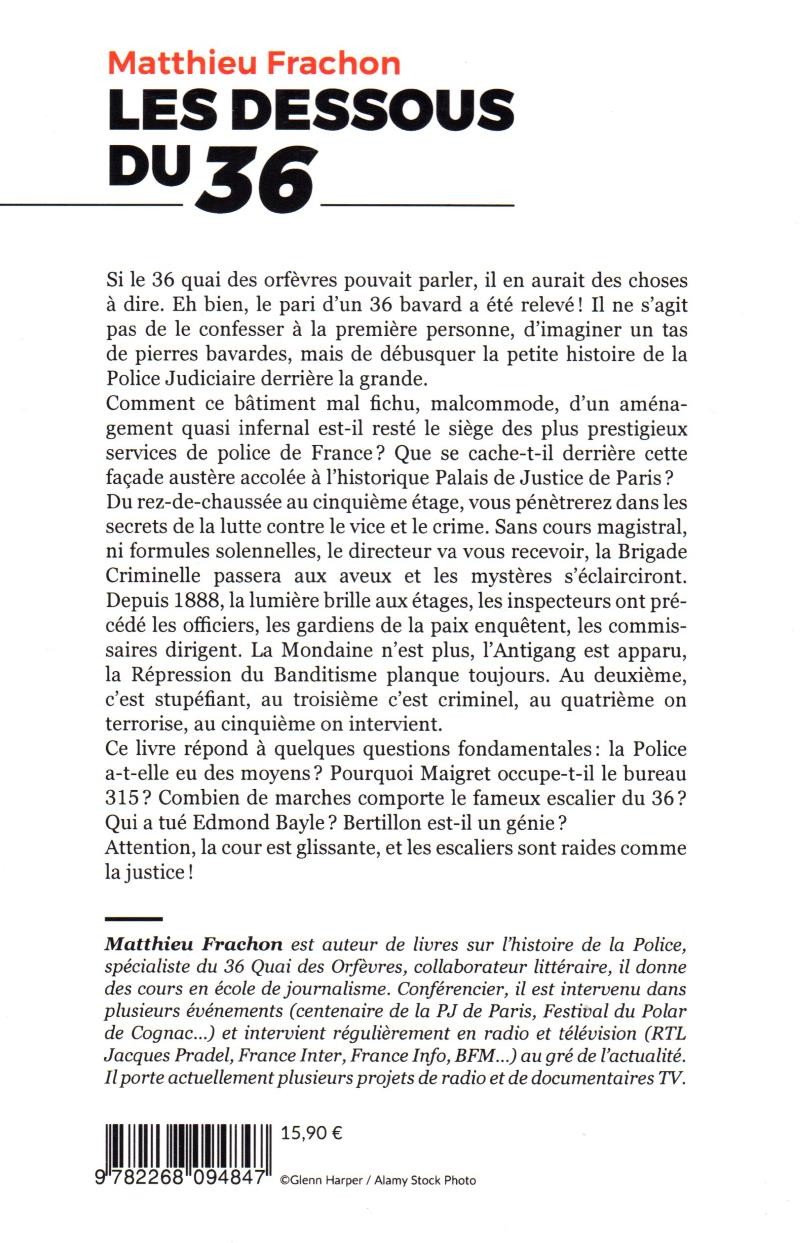 Matthieu Frachon
LES DESSOUS
DU 36
Si le 36 quai des orfèvres pouvait parler, il en aurait des choses
à dire. Eh bien, le pari d'un 36 bavard a été relevé ! Il ne s'agit
pas de le confesser à la première personne, d'imaginer un tas
de pierres bavardes, mais de débusquer la petite histoire de la
Police Judiciaire derrière la grande.
Comment ce bâtiment mal fichu, malcommode, d'un aména-
gement quasi infernal est-il resté le siège des plus prestigieux
services de police de France ? Que se cache-t-il derrière cette
façade austère accolée à l'historique Palais de Justice de Paris ?
Du rez-de-chaussée au cinquième étage, vous pénètrerez dans les
secrets de la lutte contre le vice et le crime. Sans cours magistral,
ni formules solennelles, le directeur va vous recevoir, la Brigade
Criminelle passera aux aveux et les mystères s'éclairciront.
Depuis 1888, la lumière brille aux étages, les inspecteurs ont pré-
cédé les officiers, les gardiens de la paix enquêtent, les commis-
saires dirigent. La Mondaine n'est plus, l'Antigang est apparu,
la Répression du Banditisme planque toujours. Au deuxième,
c'est stupéfiant, au troisième c'est criminel, au quatrième on
terrorise, au cinquième on intervient.
Ce livre répond à quelques questions fondamentales : la Police
a-t-elle eu des moyens ? Pourquoi Maigret occupe-t-il le bureau
315 ? Combien de marches comporte le fameux escalier du 36 ?
Qui a tué Edmond Bayle ? Bertillon est-il un génie ?
Attention, la cour est glissante, et les escaliers sont raides comme
la justice !
Matthieu Frachon est auteur de livres sur l'histoire de la Police,
spécialiste du 36 Quai des Orfèvres, collaborateur littéraire, il donne
des cours en école de journalisme. Conférencier, il est intervenu dans
plusieurs événements (centenaire de la PJ de Paris, Festival du Polar
de Cognac...) et intervient régulièrement en radio et télévision (RTL
Jacques Pradel, France Inter, France Info, BFM...) au gré de l'actualité.
Il porte actuellement plusieurs projets de radio et de documentaires TV.
15,90 €
9 782268 094847
©Glenn Harper / Alamy Stock Photo